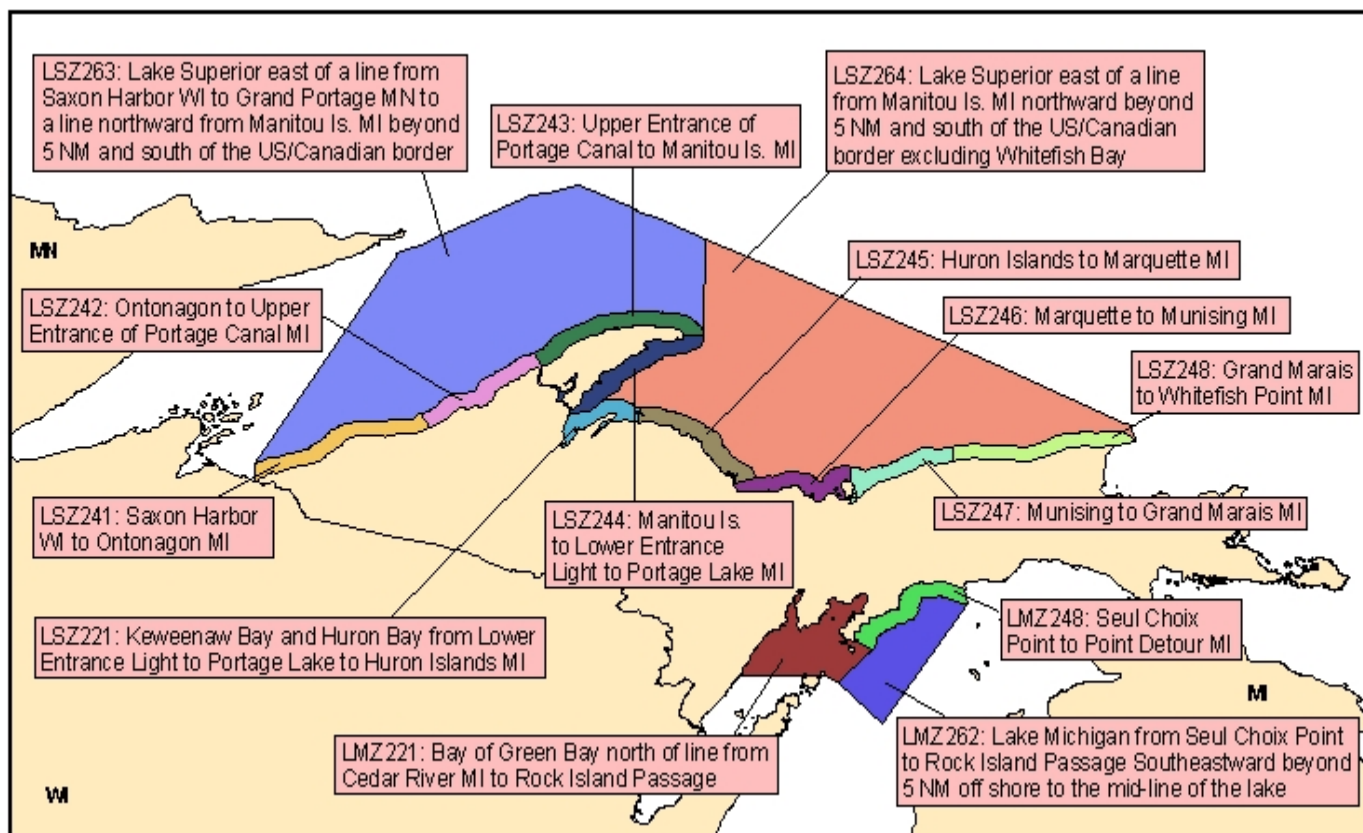 LSZ263: Lake Superior east of a line from
Saxon Harbor WI to Grand Portage MN to
a line northward from Manitou Is. MI beyond
5 NM and south of the US/Canadian border
LSZ243: Upper Entrance of
Portage Canal to Manitou Is. MI
LSZ264: Lake Superior east of a line
from Manitou Is. MI northward beyond
5 NM and south of the US/Canadian
border excluding Whitefish Bay
MN
LSZ245: Huron Islands to Marquette MI
LSZ242: Ontonagon to Upper
Entrance of Portage Canal MI
LSZ246: Marquette to Munising MI
LSZ248: Grand Marais
to Whitefish Point MI
LSZ241: Saxon Harbor
WI to Ontonagon MI
LSZ244: Manitou Is.
to Lower Entrance
Light to Portage Lake MI
LSZ247: Munising to Grand Marais MI
LSZ221: Keweenaw Bay and Huron Bay from Lower
Entrance Light to Portage Lake to Huron Islands MI
LMZ248: Seul Choix
Point to Point Detour MI
MI
LMZ221: Bay of Green Bay north of line from
Cedar River MI to Rock Island Passage
LMZ262: Lake Michigan from Seul Choix Point
to Rock Island Passage Southeastward beyond
5 NM off shore to the mid-line of the lake
WI